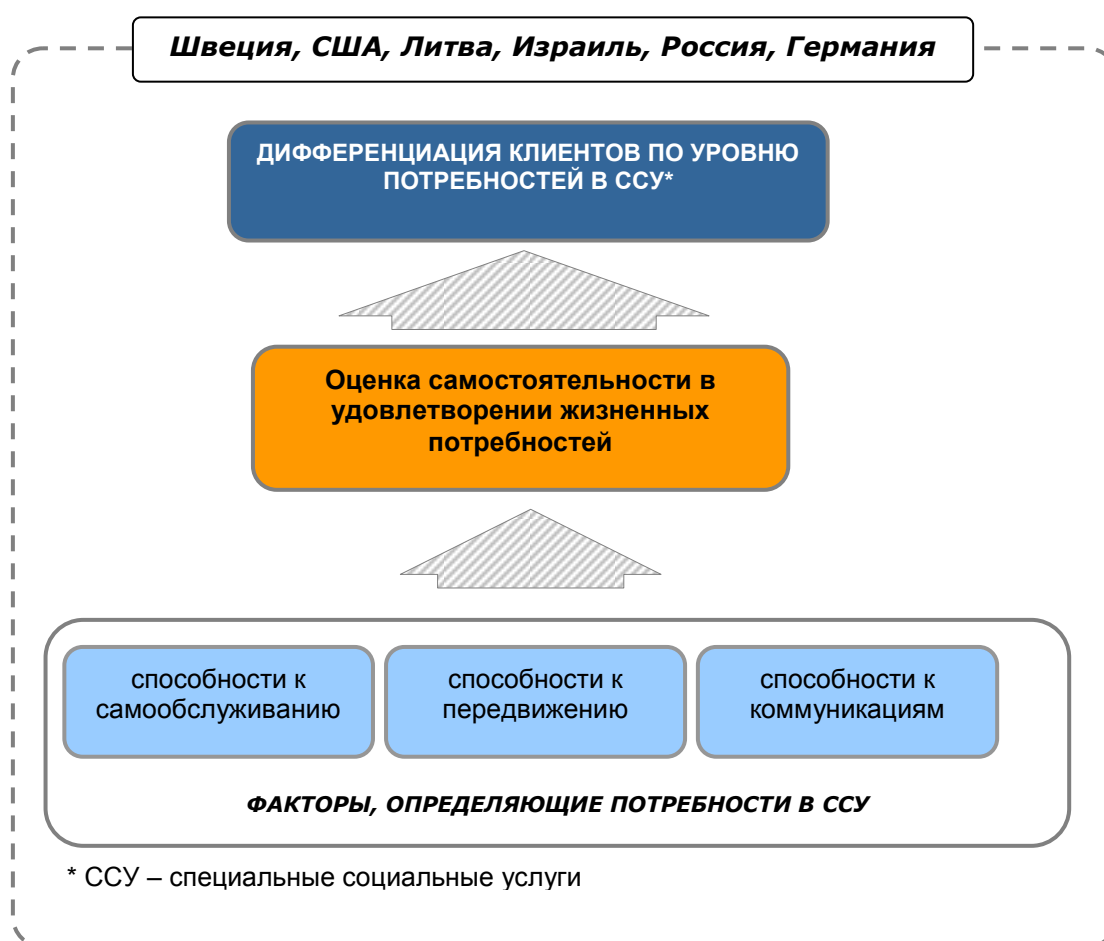 Швеция, США, Литва, Израиль, Россия, Германия
ДИФФЕРЕНЦИАЦИЯ КЛИЕНТОВ ПО УРОВНЮ
ПОТРЕБНОСТЕЙ В ССУ*
Оценка самостоятельности в
удовлетворении жизненных
потребностей
способности к
самообслуживанию
способности к
передвижению
способности к
коммуникациям
ФАКТОРЫ, ОПРЕДЕЛЯЮЩИЕ ПОТРЕБНОСТИ В ССУ
* ССУ – специальные социальные услуги